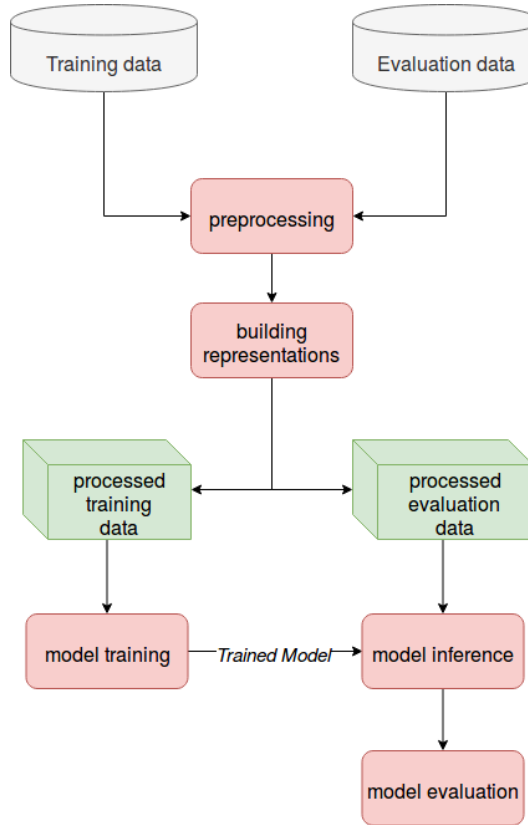 Training data
Evaluation data
preprocessing
building
representations
processed
training
data
processed
evaluation
data
model training
Trained Model
model inference
model evaluation